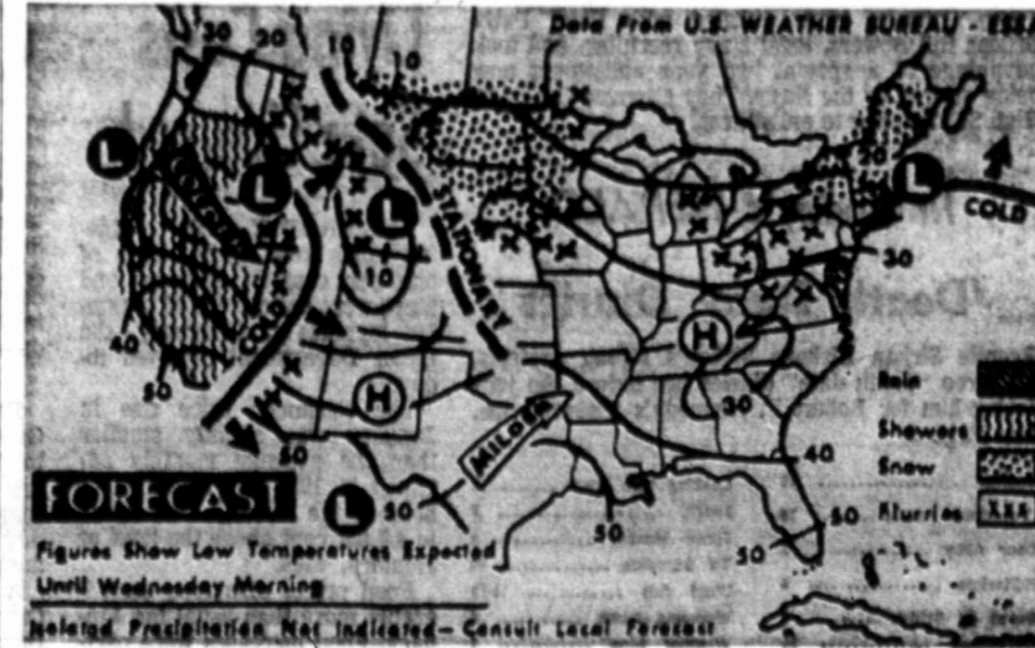 Data From U.S. WEATHER BUREAU - ESSA
30 20 10 10
L
L
L
COLDER
STATIONARY
20
L
COLD
10
30
COLD
40
50
H
H
30
MILDER
40
50
L
50
50
50
50
Rain
Showers
Snow
Flurries
FORECAST
Figures Show Low Temperatures Expected
Until Wednesday Morning
Isolated Precipitation Not Indicated — Consult Local Forecast